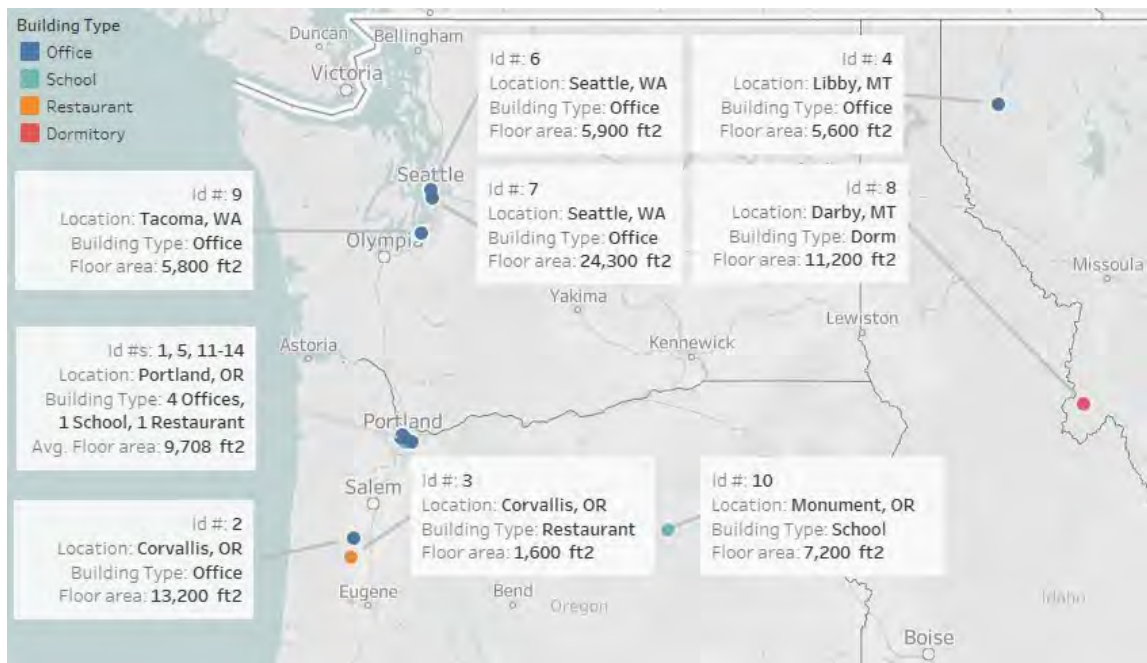 Building Type
Office
School
Restaurant
Dormitory
Duncan
Bellingham
Victoria
Id #: 6
Location: Seattle, WA
Building Type: Office
Floor area: 5,900 ft2
Id #: 4
Location: Libby, MT
Building Type: Office
Floor area: 5,600 ft2
Seattle
Id #: 9
Location: Tacoma, WA
Building Type: Office
Floor area: 5,800 ft2
Olympia
Id #: 7
Location: Seattle, WA
Building Type: Office
Floor area: 24,300 ft2
Id #: 8
Location: Darby, MT
Building Type: Dorm
Floor area: 11,200 ft2
Missoula
Yakima
Lewiston
Kennewick
Astoria
Id #s: 1, 5, 11-14
Location: Portland, OR
Building Type: 4 Offices,
1 School, 1 Restaurant
Avg. Floor area: 9,708 ft2
Portland
Salem
Id #: 3
Location: Corvallis, OR
Building Type: Restaurant
Floor area: 1,600 ft2
Id #: 10
Location: Monument, OR
Building Type: School
Floor area: 7,200 ft2
Id #: 2
Location: Corvallis, OR
Building Type: Office
Floor area: 13,200 ft2
Eugene
Bend
Oregon
Idaho
Boise